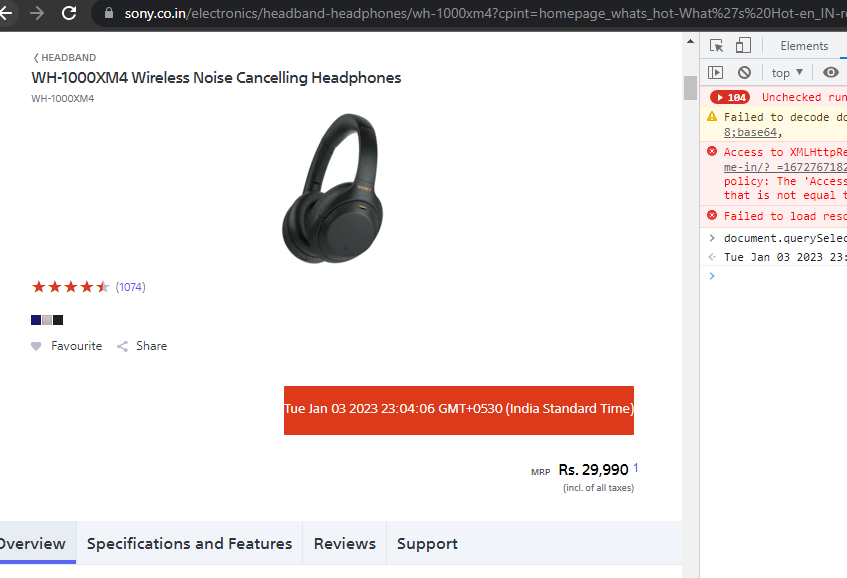 sony.co.in/electronics/headband-headphones/wh-1000xm4?cpint=homepage_whats_hot-What%27s%20Hot-en_IN-r
HEADBAND
WH-1000XM4 Wireless Noise Cancelling Headphones
WH-1000XM4
SONY
(1074)
Favourite Share
Tue Jan 03 2023 23:04:06 GMT+0530 (India Standard Time)
MRP Rs. 29,990 1
(incl. of all taxes)
Overview Specifications and Features Reviews Support
Elements
top ▼
104 Unchecked run
Failed to decode do
8;base64,
Access to XMLHttpRe
me-in/?_=1672767182
policy: The 'Access
that is not equal t
Failed to load reso
> document.querySelec
Tue Jan 03 2023 23:
>